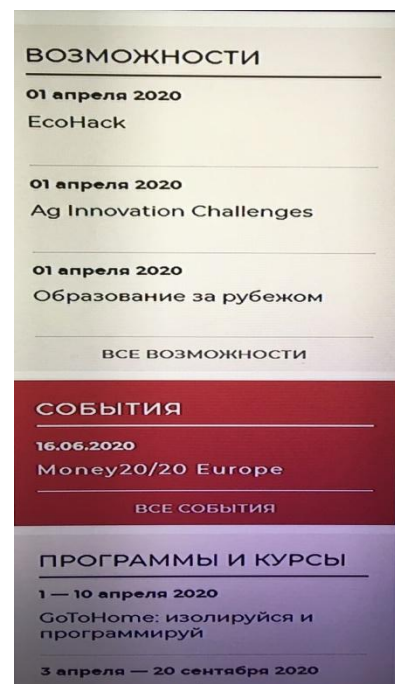 ВОЗМОЖНОСТИ
01 апреля 2020
EcoHack
01 апреля 2020
Ag Innovation Challenges
01 апреля 2020
Образование за рубежом
ВСЕ ВОЗМОЖНОСТИ
СОБЫТИЯ
16.06.2020
Money20/20 Europe
ВСЕ СОБЫТИЯ
ПРОГРАММЫ И КУРСЫ
1 — 10 апреля 2020
GoToHome: изолируйся и
программируй
3 апреля — 20 сентября 2020